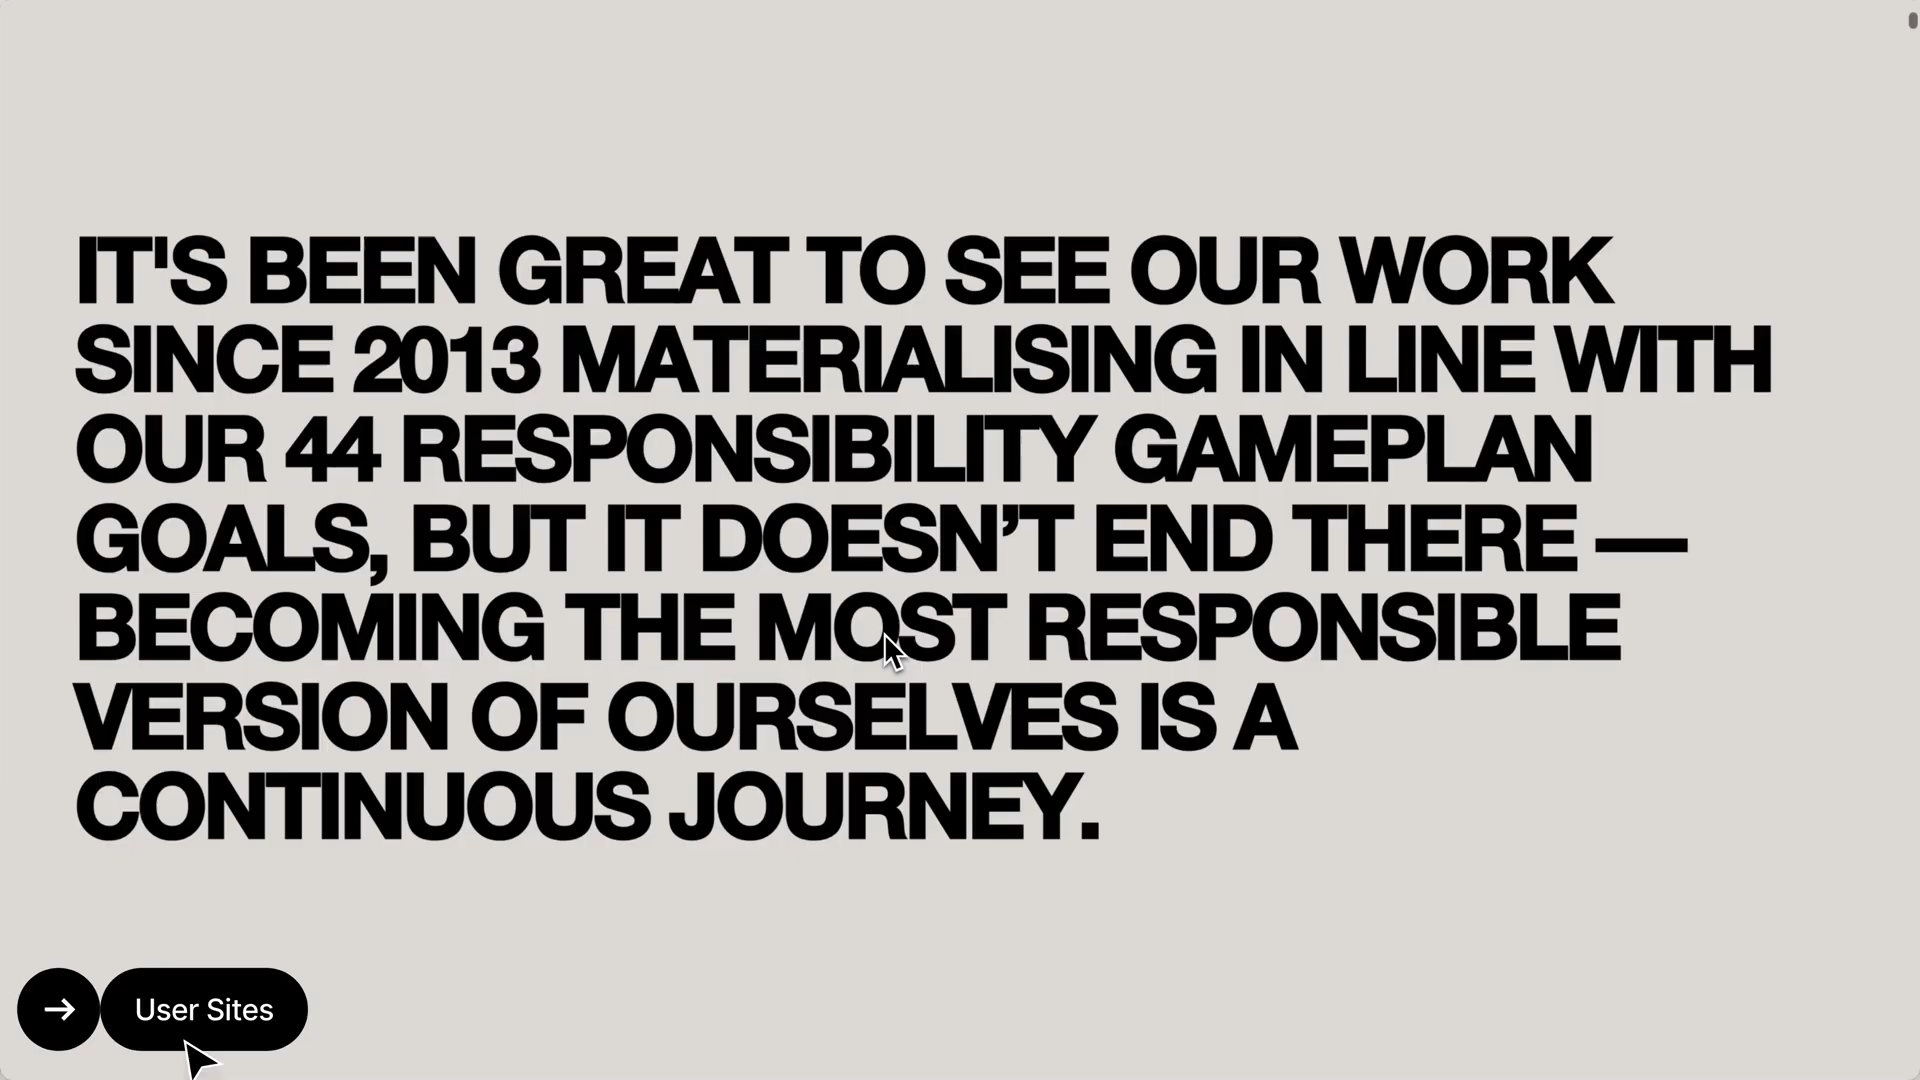 IT'S BEEN GREAT TO SEE OUR WORK
SINCE 2013 MATERIALISING IN LINE WITH
OUR 44 RESPONSIBILITY GAMEPLAN
GOALS, BUT IT DOESN’T END THERE —
BECOMING THE MOST RESPONSIBLE
VERSION OF OURSELVES IS A
CONTINUOUS JOURNEY.
→ User Sites